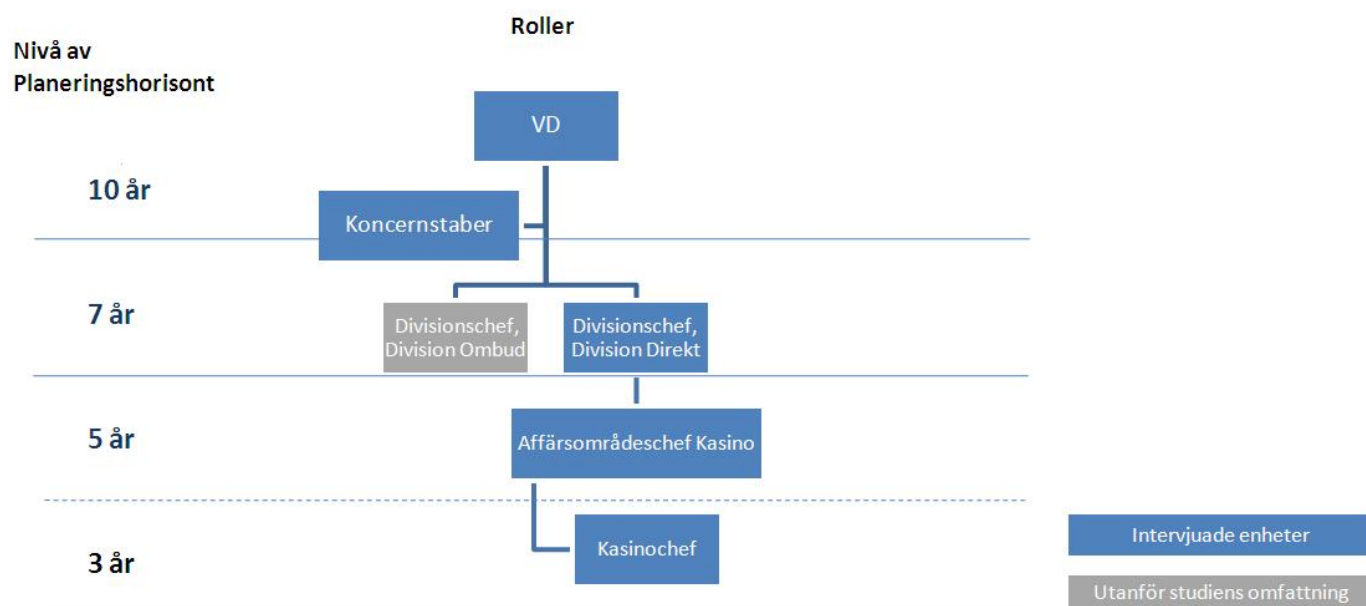 Roller
Nivå av
Planeringshorisont
VD
10 år
Koncernstaber
7 år
Divisionschef,
Division Ombud
Divisionschef,
Division Direkt
5 år
Affärsområdeschef Kasino
3 år
Kasinochef
Intervjuade enheter
Utanför studiens omfattning